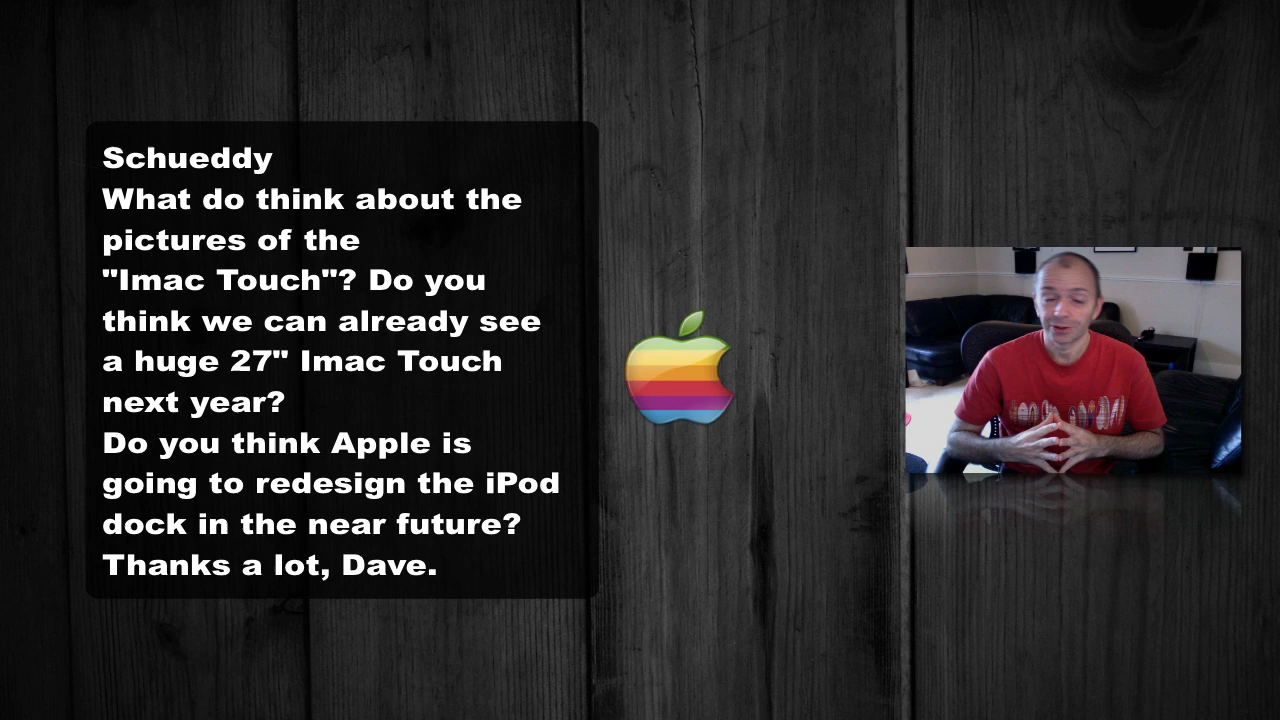 Schueddy
What do think about the
pictures of the
"Imac Touch"? Do you
think we can already see
a huge 27" Imac Touch
next year?
Do you think Apple is
going to redesign the iPod
dock in the near future?
Thanks a lot, Dave.